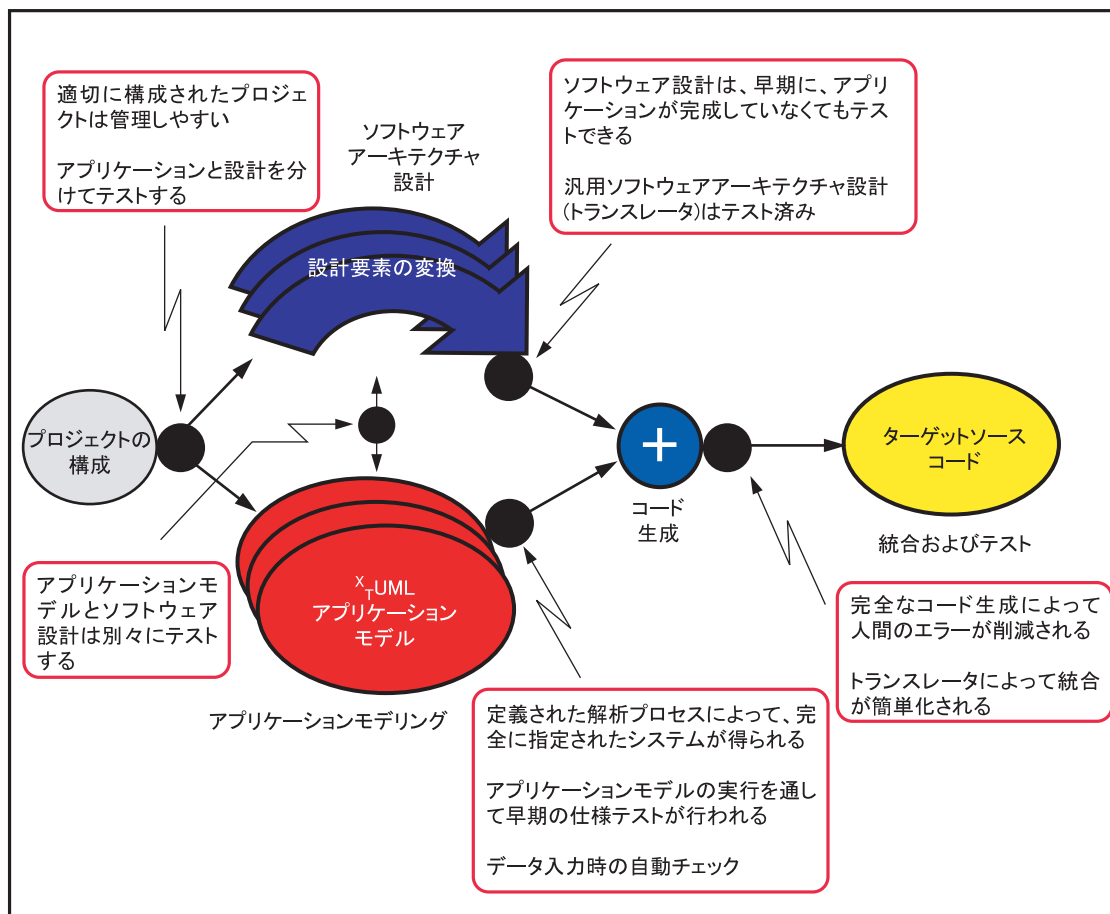 適切に構成されたプロジェ
クトは管理しやすい
アプリケーションと設計を分
けてテストする
ソフトウェア
アーキテクチャ
設計
ソフトウェア設計は、早期に、アプリ
ケーションが完成していなくてもテス
トできる
汎用ソフトウェアアーキテクチャ設計
(トランスレータ)はテスト済み
設計要素の変換
プロジェクトの
構成
+
コード
生成
ターゲットソース
コード
統合およびテスト
アプリケーションモ
デルとソフトウェア
設計は別々にテスト
する
XTUML
アプリケーション
モデル
アプリケーションモデリング
定義された解析プロセスによって、完
全に指定されたシステムが得られる
アプリケーションモデルの実行を通し
て早期の仕様テストが行われる
データ入力時の自動チェック
完全なコード生成によって
人間のエラーが削減される
トランスレータによって統合
が簡単化される